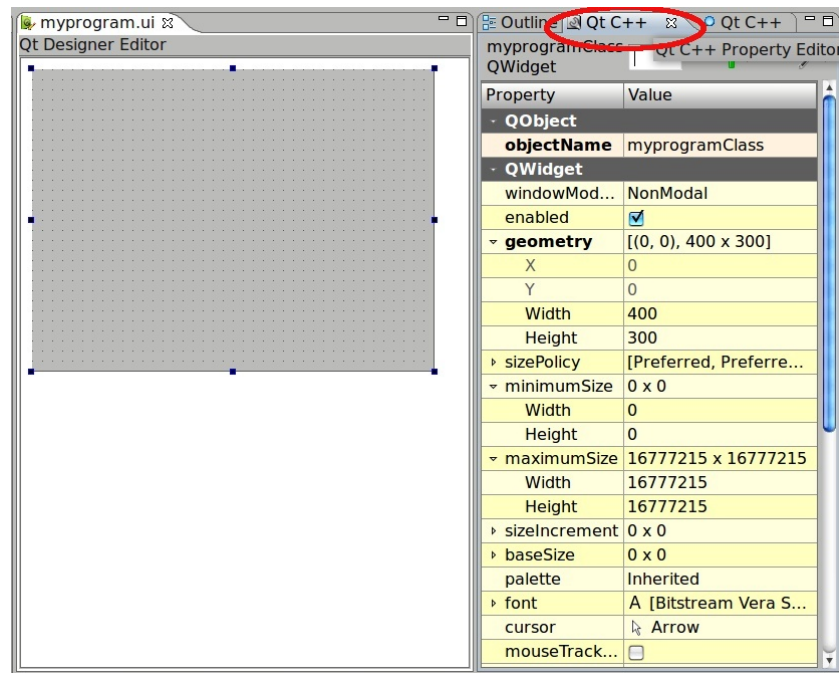 myprogram.ui
Qt Designer Editor
Outline Qt C++ Qt C++
myprogramClass
QWidget
Qt C++ Property Editor
Property Value
QObject
objectName myprogramClass
QWidget
windowMod... NonModal
enabled
geometry [(0, 0), 400 x 300]
X 0
Y 0
Width 400
Height 300
sizePolicy [Preferred, Preferre...
minimumSize 0 x 0
Width 0
Height 0
maximumSize 16777215 x 16777215
Width 16777215
Height 16777215
sizeIncrement 0 x 0
baseSize 0 x 0
palette Inherited
font A [Bitstream Vera S...
cursor Arrow
mouseTrack...